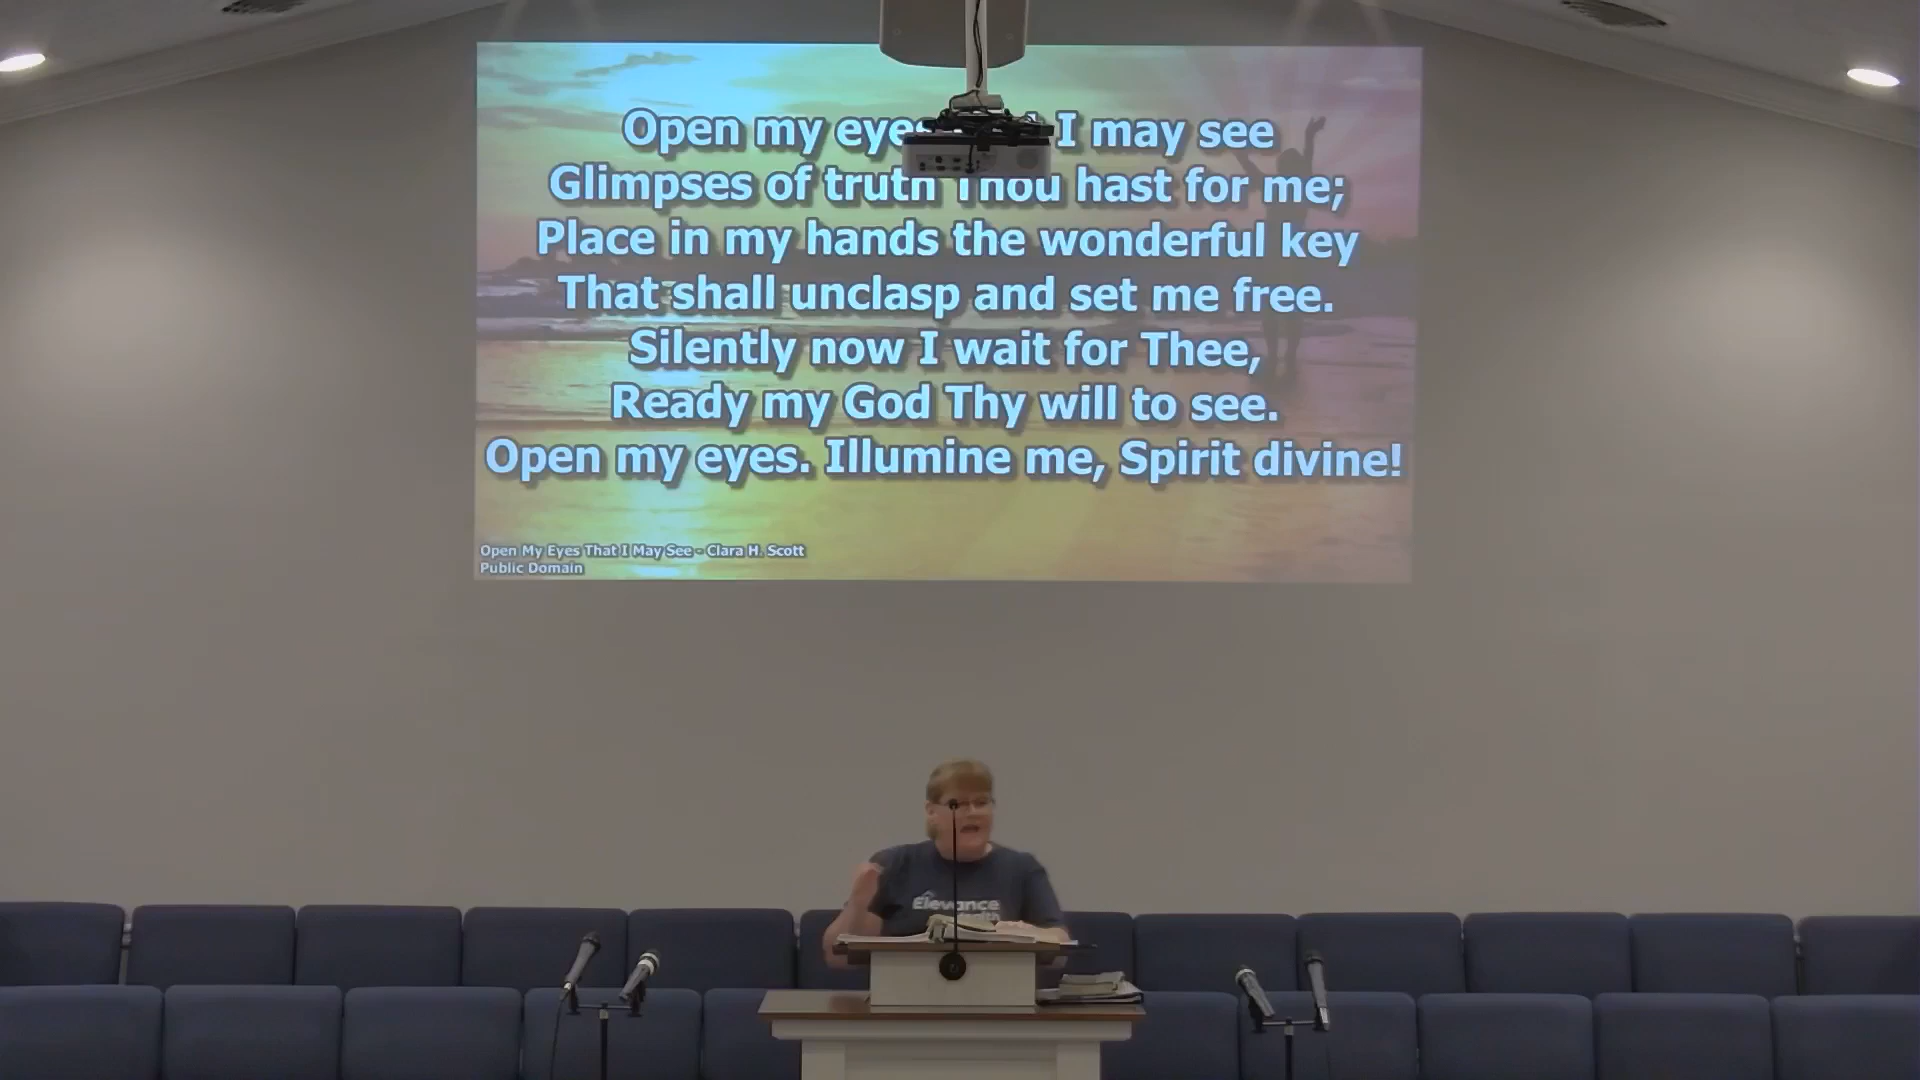 Open my eyes I may see
Glimpses of truth Thou hast for me;
Place in my hands the wonderful key
That shall unclasp and set me free.
Silently now I wait for Thee,
Ready my God Thy will to see.
Open my eyes. Illumine me, Spirit divine!
Open My Eyes That I May See - Clara H. Scott
Public Domain
Elevance
Health